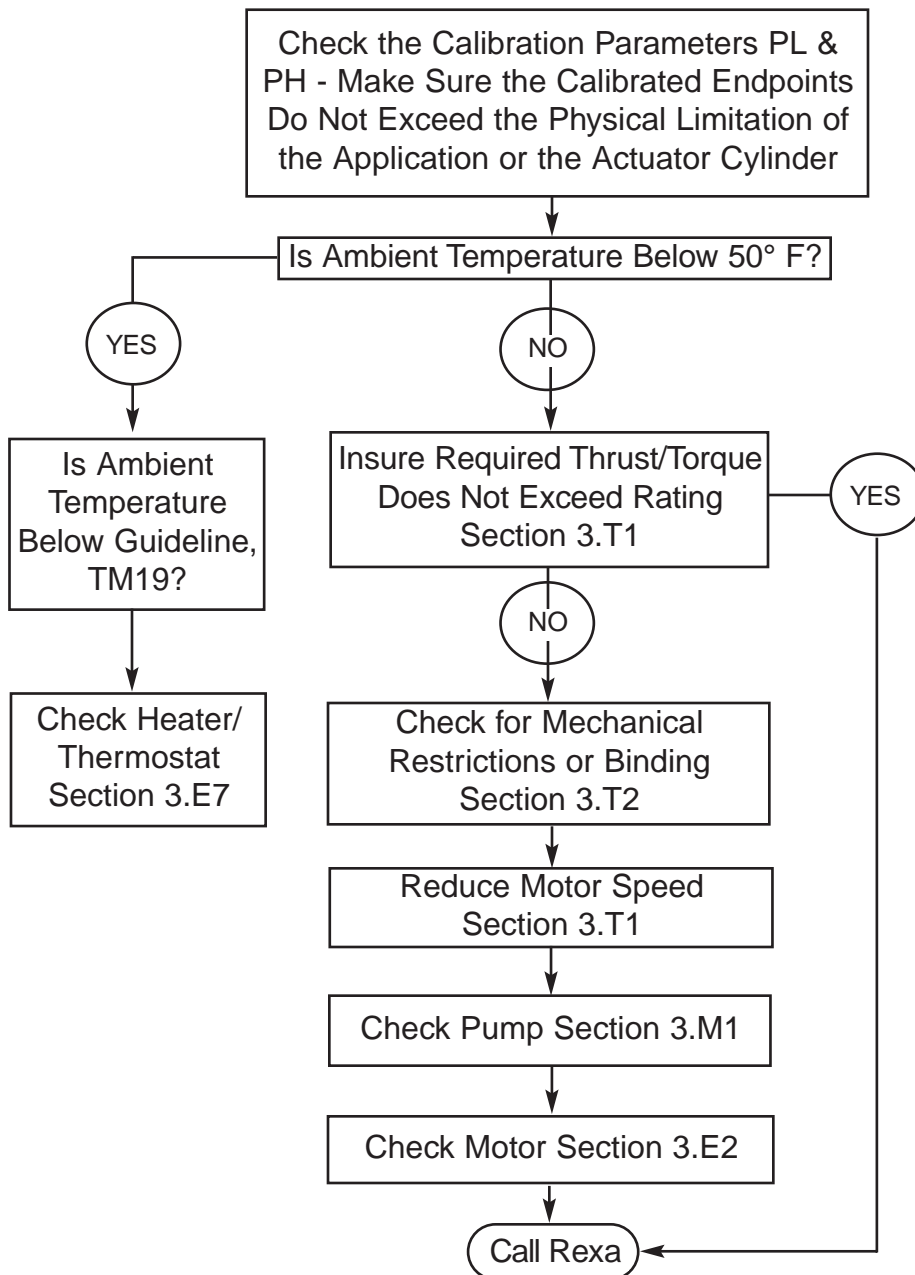 Check the Calibration Parameters PL &
PH - Make Sure the Calibrated Endpoints
Do Not Exceed the Physical Limitation of
the Application or the Actuator Cylinder
Is Ambient Temperature Below 50° F?
YES
NO
Is Ambient
Temperature
Below Guideline,
TM19?
Insure Required Thrust/Torque
Does Not Exceed Rating
Section 3.T1
YES
NO
Check Heater/
Thermostat
Section 3.E7
Check for Mechanical
Restrictions or Binding
Section 3.T2
Reduce Motor Speed
Section 3.T1
Check Pump Section 3.M1
Check Motor Section 3.E2
Call Rexa